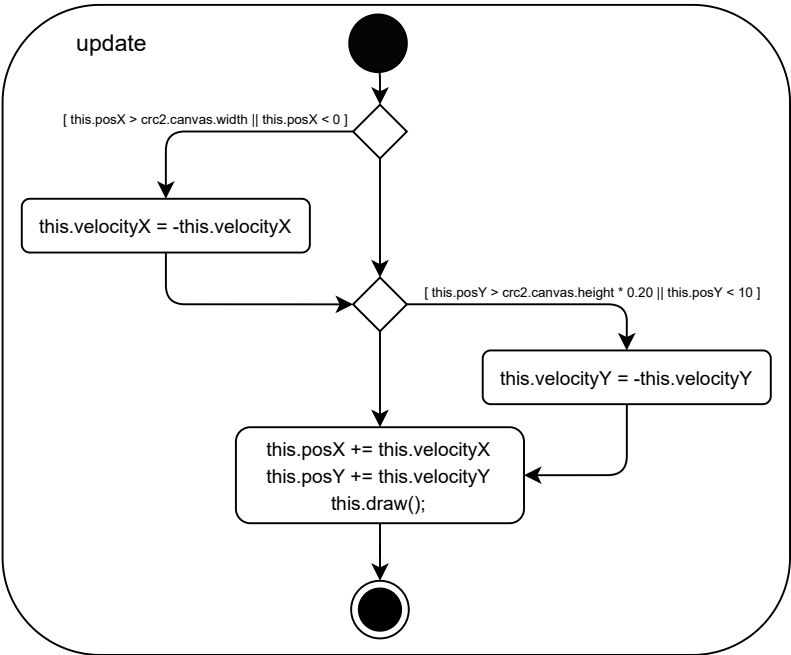 update
[ this.posX > crc2.canvas.width || this.posX < 0 ]
this.velocityX = -this.velocityX
[ this.posY > crc2.canvas.height * 0.20 || this.posY < 10 ]
this.velocityY = -this.velocityY
this.posX += this.velocityX
this.posY += this.velocityY
this.draw();